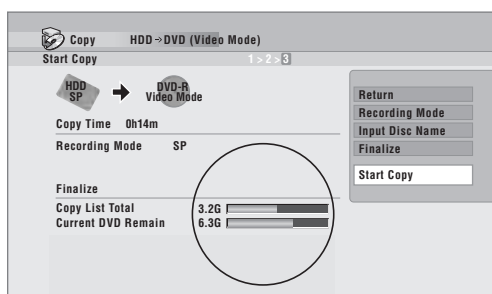 Copy HDD → DVD (Video Mode)
Start Copy 1 > 2 > 3
HDD
SP
DVD-R
Video Mode
Copy Time 0h14m
Recording Mode SP
Finalize
Copy List Total 3.2G
Current DVD Remain 6.3G
Return
Recording Mode
Input Disc Name
Finalize
Start Copy